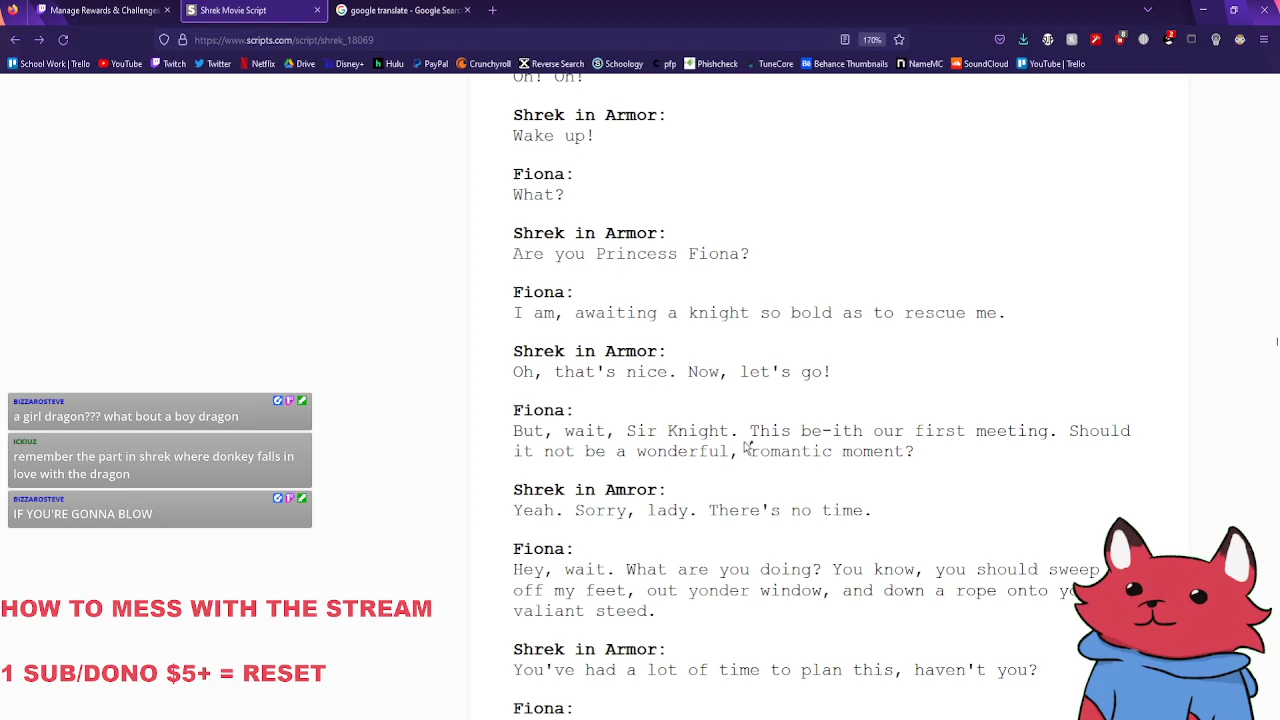 Manage Rewards & Challenges
Shrek Movie Script
google translate - Google Searc
https://www.scripts.com/script/shrek_18069
170%
School Work | Trello
YouTube
Twitch
Twitter
Netflix
Drive
Disney+
Hulu
PayPal
Crunchyroll
Reverse Search
Schoology
pfp
Phishcheck
TuneCore
Behance Thumbnails
NameMC
SoundCloud
YouTube | Trello
Oh! Oh!
Shrek in Armor:
Wake up!
Fiona:
What?
Shrek in Armor:
Are you Princess Fiona?
Fiona:
I am, awaiting a knight so bold as to rescue me.
Shrek in Armor:
Oh, that's nice. Now, let's go!
Fiona:
But, wait, Sir Knight. This be-ith our first meeting. Should
it not be a wonderful, romantic moment?
Shrek in Amror:
Yeah. Sorry, lady. There's no time.
Fiona:
Hey, wait. What are you doing? You know, you should sweep
off my feet, out yonder window, and down a rope onto yo
valiant steed.
Shrek in Armor:
You've had a lot of time to plan this, haven't you?
Fiona:
BIZZAROSTEVE
a girl dragon??? what bout a boy dragon
ICKIUZ
remember the part in shrek where donkey falls in
love with the dragon
BIZZAROSTEVE
IF YOU'RE GONNA BLOW
HOW TO MESS WITH THE STREAM
1 SUB/DONO $5+ = RESET